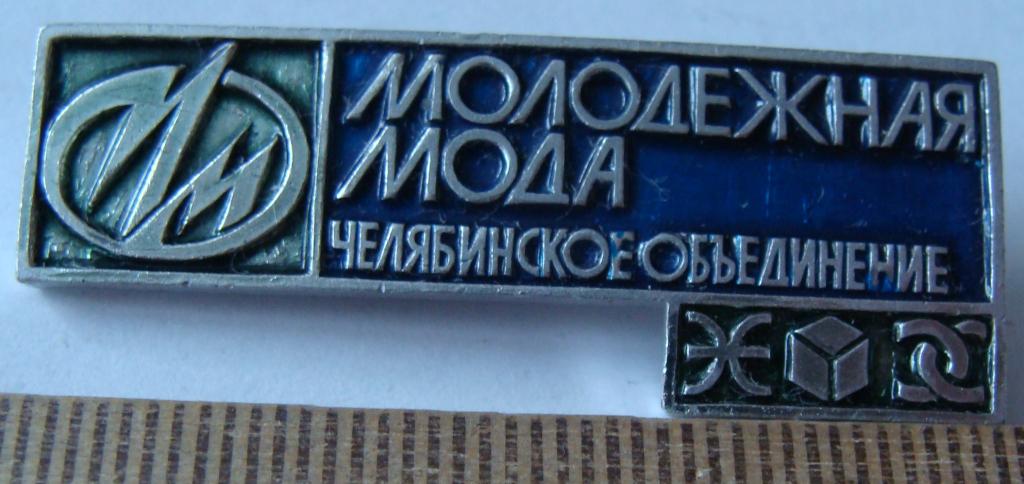 МОЛОДЕЖНАЯ
МОДА
ЧЕЛЯБИНСКОЕ ОБЪЕДИНЕНИЕ